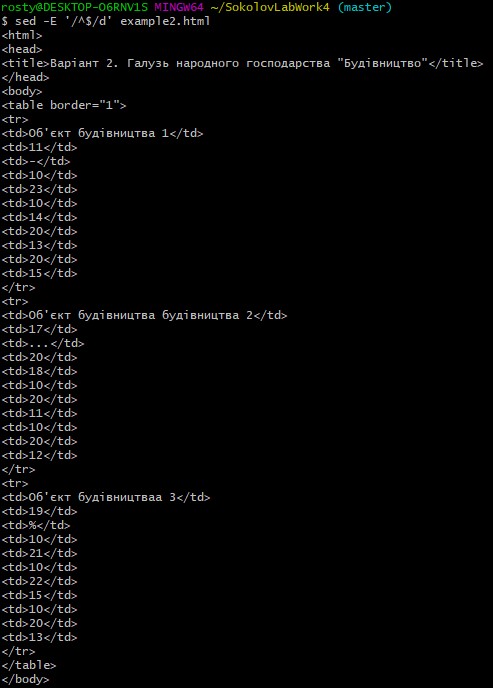 rosty@DESKTOP-O6RNV1S MINGW64 ~/SokolovLabWork4 (master)
$ sed -E '/^$/d' example2.html
<html>
<head>
<title>Варіант 2. Галузь народного господарства "Будівництво"</title>
</head>
<body>
<table border="1">
<tr>
<td>Об'єкт будівництва 1</td>
<td>11</td>
<td>-</td>
<td>10</td>
<td>23</td>
<td>10</td>
<td>14</td>
<td>20</td>
<td>13</td>
<td>20</td>
<td>15</td>
</tr>
<tr>
<td>Об'єкт будівництва будівництва 2</td>
<td>17</td>
<td>...</td>
<td>20</td>
<td>18</td>
<td>10</td>
<td>20</td>
<td>11</td>
<td>10</td>
<td>20</td>
<td>12</td>
</tr>
<tr>
<td>Об'єкт будівництваа 3</td>
<td>19</td>
<td>%</td>
<td>10</td>
<td>21</td>
<td>10</td>
<td>22</td>
<td>15</td>
<td>10</td>
<td>20</td>
<td>13</td>
</tr>
</table>
</body>